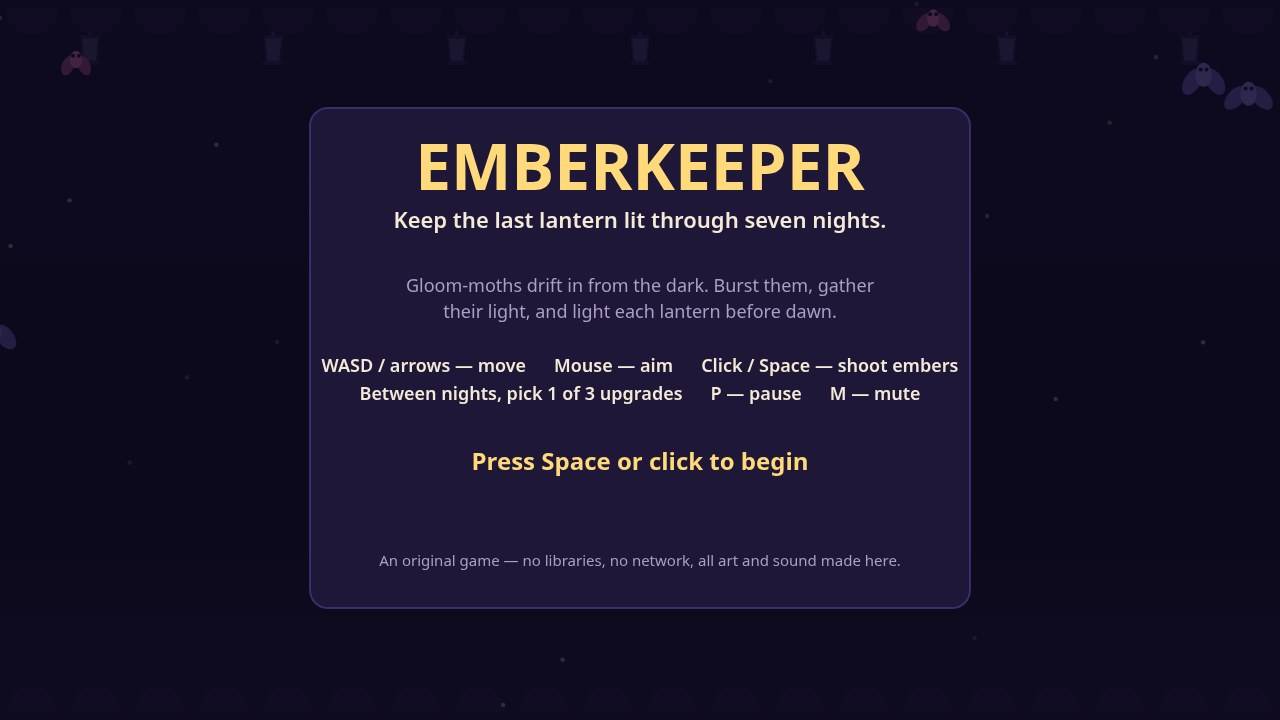 EMBERKEEPER
Keep the last lantern lit through seven nights.
Gloom-moths drift in from the dark. Burst them, gather
their light, and light each lantern before dawn.
WASD / arrows — move Mouse — aim Click / Space — shoot embers
Between nights, pick 1 of 3 upgrades P — pause M — mute
Press Space or click to begin
An original game — no libraries, no network, all art and sound made here.